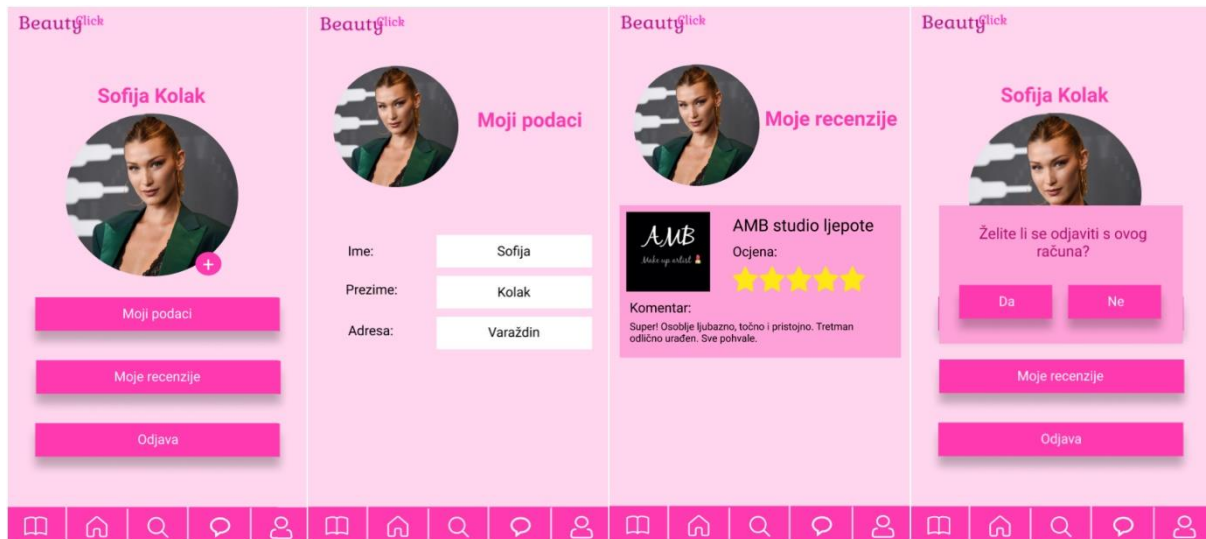 BeautyClick
Sofija Kolak
+
Moji podaci
Moje recenzije
Odjava
BeautyClick
Moji podaci
Ime:
Sofija
Prezime:
Kolak
Adresa:
Varaždin
BeautyClick
Moje recenzije
AMB
Make up artist
AMB studio ljepote
Ocjena:
Komentar:
Super! Osoblje ljubazno, točno i pristojno. Tretman
odlično urađen. Sve pohvale.
BeautyClick
Sofija Kolak
Želite li se odjaviti s ovog
računa?
Da
Ne
Moje recenzije
Odjava